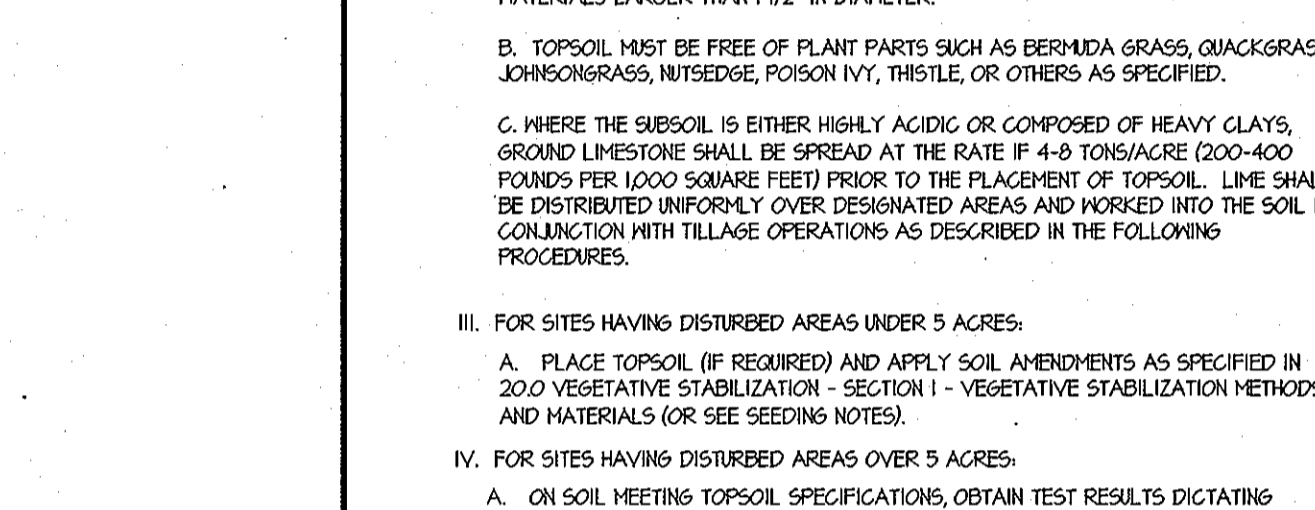 MATERIALS LARGER THAN 1 1/2" IN DIAMETER.
B. TOPSOIL MUST BE FREE OF PLANT PARTS SUCH AS BERMUDA GRASS, QUACKGRAS
JOHNSONGRASS, NUTSEDGE, POISON IVY, THISTLE, OR OTHERS AS SPECIFIED.
C. WHERE THE SUBSOIL IS EITHER HIGHLY ACIDIC OR COMPOSED OF HEAVY CLAYS,
GROUND LIMESTONE SHALL BE SPREAD AT THE RATE IF 4-8 TONS/ACRE (200-400
POUNDS PER 1,000 SQUARE FEET) PRIOR TO THE PLACEMENT OF TOPSOIL. LIME SHAL
BE DISTRIBUTED UNIFORMLY OVER DESIGNATED AREAS AND WORKED INTO THE SOIL I
CONJUNCTION WITH TILLAGE OPERATIONS AS DESCRIBED IN THE FOLLOWING
PROCEDURES.
III. FOR SITES HAVING DISTURBED AREAS UNDER 5 ACRES:
A. PLACE TOPSOIL (IF REQUIRED) AND APPLY SOIL AMENDMENTS AS SPECIFIED IN
20.0 VEGETATIVE STABILIZATION - SECTION I - VEGETATIVE STABILIZATION METHODS
AND MATERIALS (OR SEE SEEDING NOTES).
IV. FOR SITES HAVING DISTURBED AREAS OVER 5 ACRES:
A. ON SOIL MEETING TOPSOIL SPECIFICATIONS, OBTAIN TEST RESULTS DICTATING